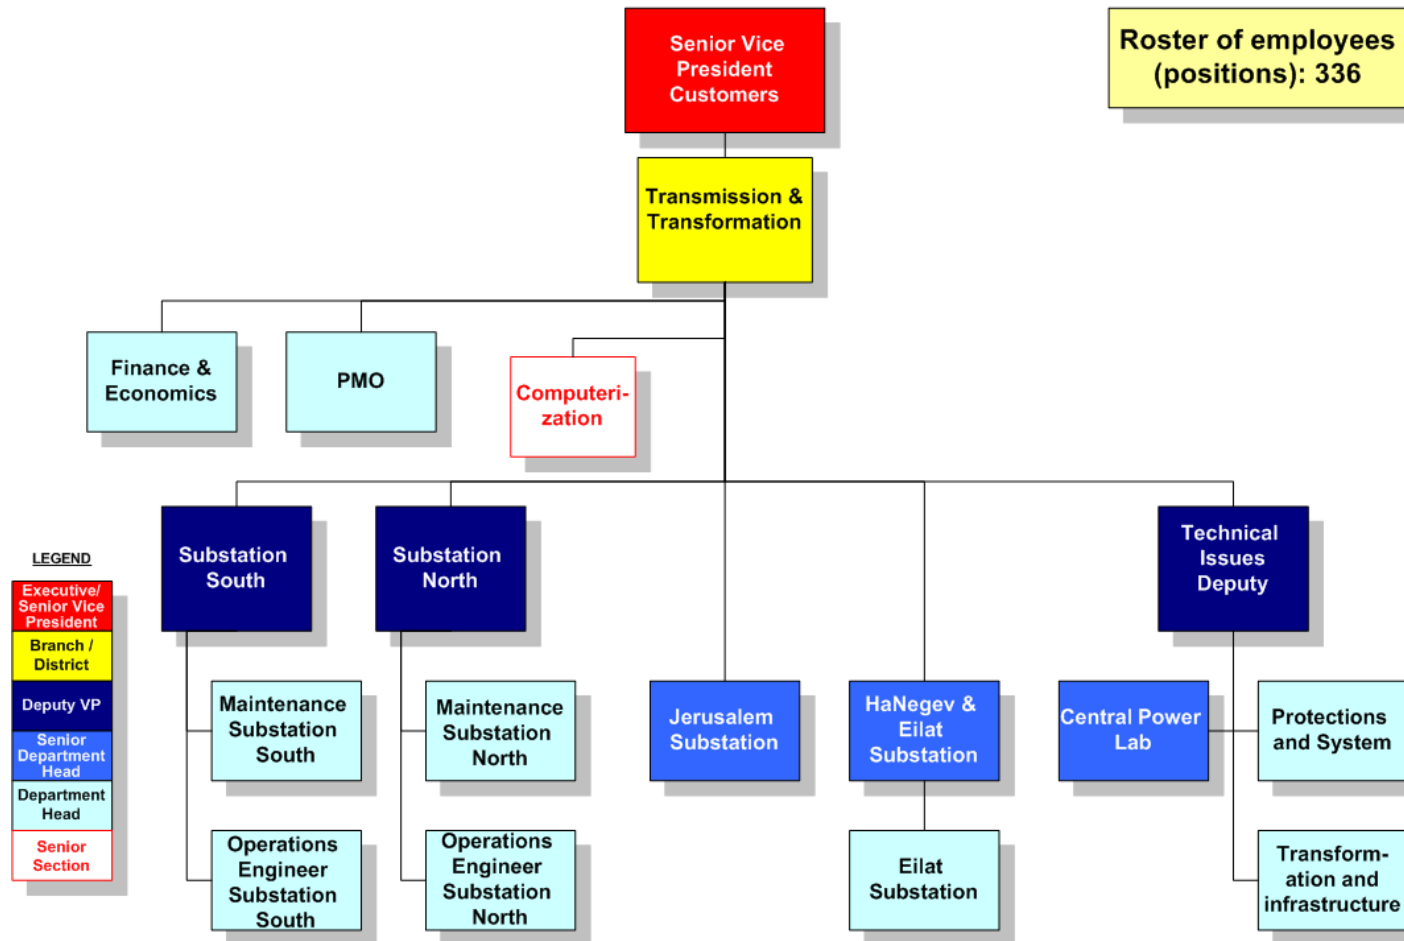 Senior Vice
President
Customers
Roster of employees
(positions): 336
Transmission &
Transformation
Finance &
Economics
PMO
Computeri-
zation
Substation
South
Substation
North
Technical
Issues
Deputy
LEGEND
Executive/
Senior Vice
President
Branch /
District
Deputy VP
Senior
Department
Head
Department
Head
Senior
Section
Maintenance
Substation
South
Maintenance
Substation
North
Jerusalem
Substation
HaNegev &
Eilat
Substation
Central Power
Lab
Protections
and System
Operations
Engineer
Substation
South
Operations
Engineer
Substation
North
Eilat
Substation
Transform-
ation and
infrastructure